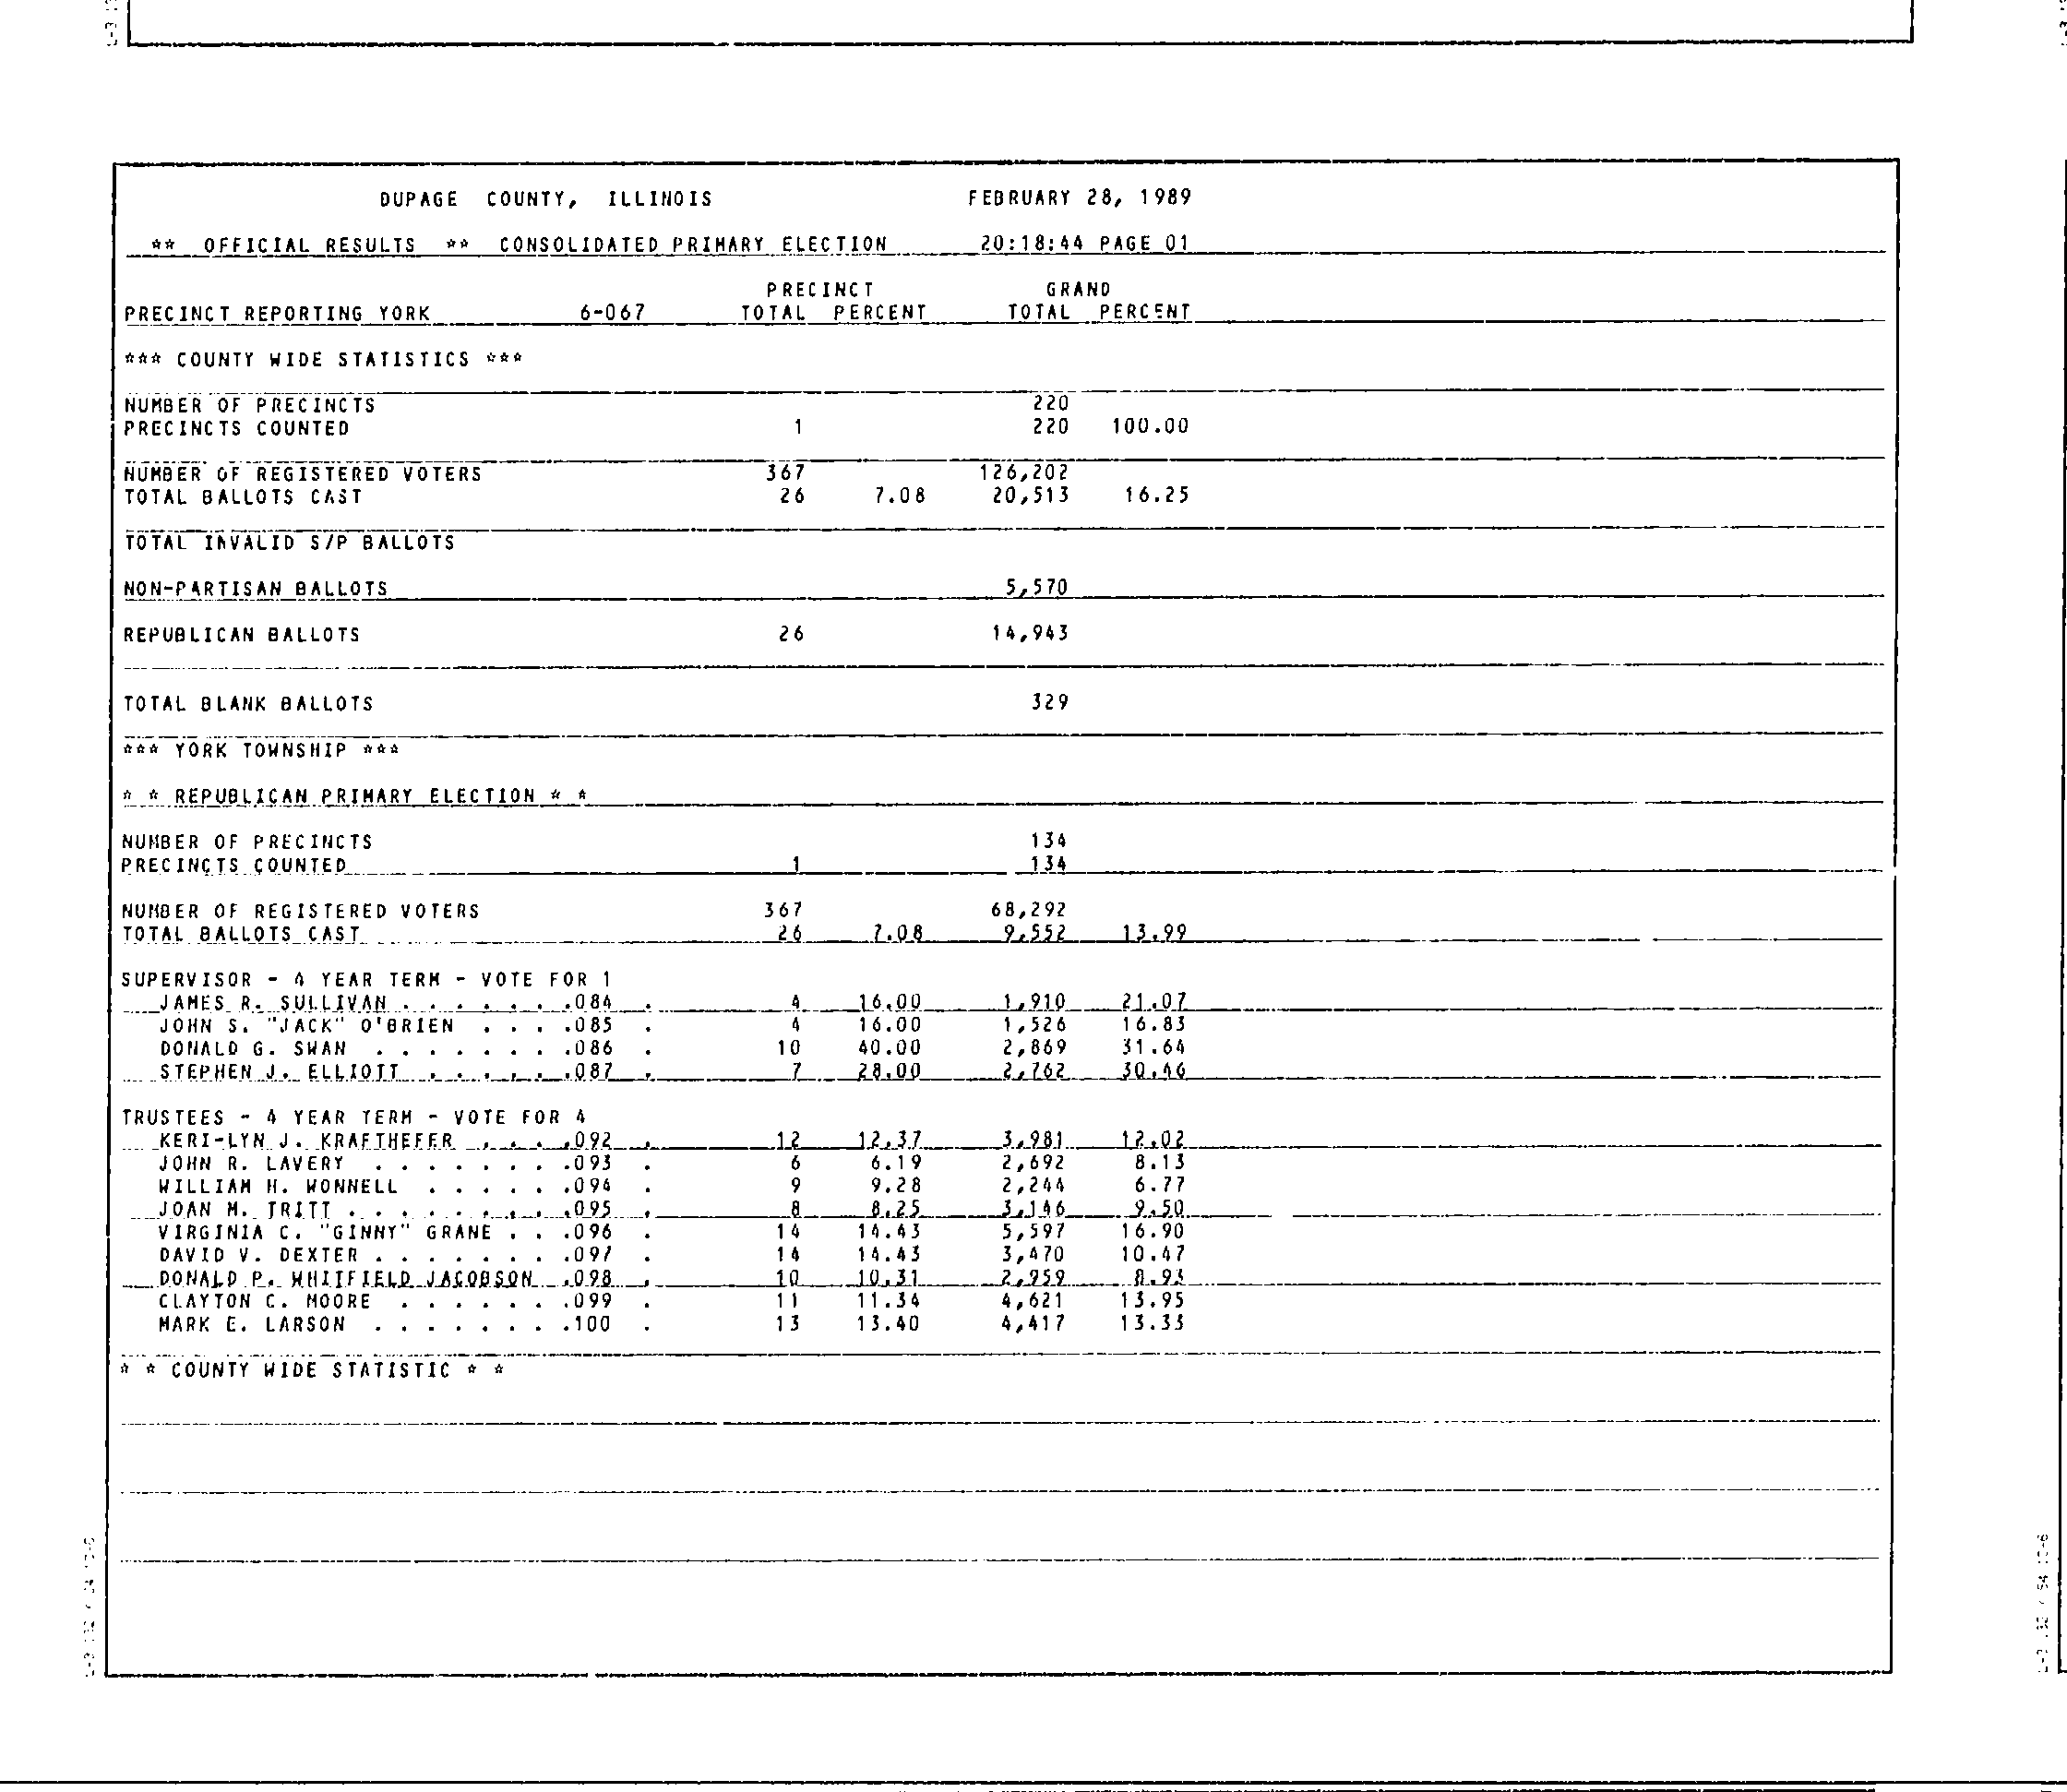 DUPAGE COUNTY, ILLINOIS FEBRUARY 28, 1989
** OFFICIAL RESULTS ** CONSOLIDATED PRIMARY ELECTION 20:18:44 PAGE 01
PRECINCT GRAND
PRECINCT REPORTING YORK 6-067 TOTAL PERCENT TOTAL PERCENT
*** COUNTY WIDE STATISTICS ***
NUMBER OF PRECINCTS 220
PRECINCTS COUNTED 1 220 100.00
NUMBER OF REGISTERED VOTERS 367 126,202
TOTAL BALLOTS CAST 26 7.08 20,513 16.25
TOTAL INVALID S/P BALLOTS
NON-PARTISAN BALLOTS 5,570
REPUBLICAN BALLOTS 26 14,943
TOTAL BLANK BALLOTS 329
*** YORK TOWNSHIP ***
* * REPUBLICAN PRIMARY ELECTION * *
NUMBER OF PRECINCTS 134
PRECINCTS COUNTED 1 134
NUMBER OF REGISTERED VOTERS 367 68,292
TOTAL BALLOTS CAST 26 7.08 9,552 13.99
SUPERVISOR - 4 YEAR TERM - VOTE FOR 1
JAMES R. SULLIVAN . . . . . . .084 . 4 16.00 1,910 21.07
JOHN S. "JACK" O'BRIEN . . . .085 . 4 16.00 1,526 16.83
DONALD G. SWAN . . . . . . . .086 . 10 40.00 2,869 31.64
STEPHEN J. ELLIOTT . . . . . .087 . 7 28.00 2,762 30.46
TRUSTEES - 4 YEAR TERM - VOTE FOR 4
KERI-LYN J. KRAFTHEFER . . . .092 . 12 12.37 3,981 12.02
JOHN R. LAVERY . . . . . . . .093 . 6 6.19 2,692 8.13
WILLIAM H. WONNELL . . . . . .094 . 9 9.28 2,244 6.77
JOAN M. TRITT . . . . . . . . .095 . 8 8.25 3,146 9.50
VIRGINIA C. "GINNY" GRANE . . .096 . 14 14.43 5,597 16.90
DAVID V. DEXTER . . . . . . . .097 . 14 14.43 3,470 10.47
DONALD P. WHITFIELD JACOBSON .098 . 10 10.31 2,959 8.93
CLAYTON C. MOORE . . . . . . .099 . 11 11.34 4,621 13.95
MARK E. LARSON . . . . . . . .100 . 13 13.40 4,417 13.33
* * COUNTY WIDE STATISTIC * *